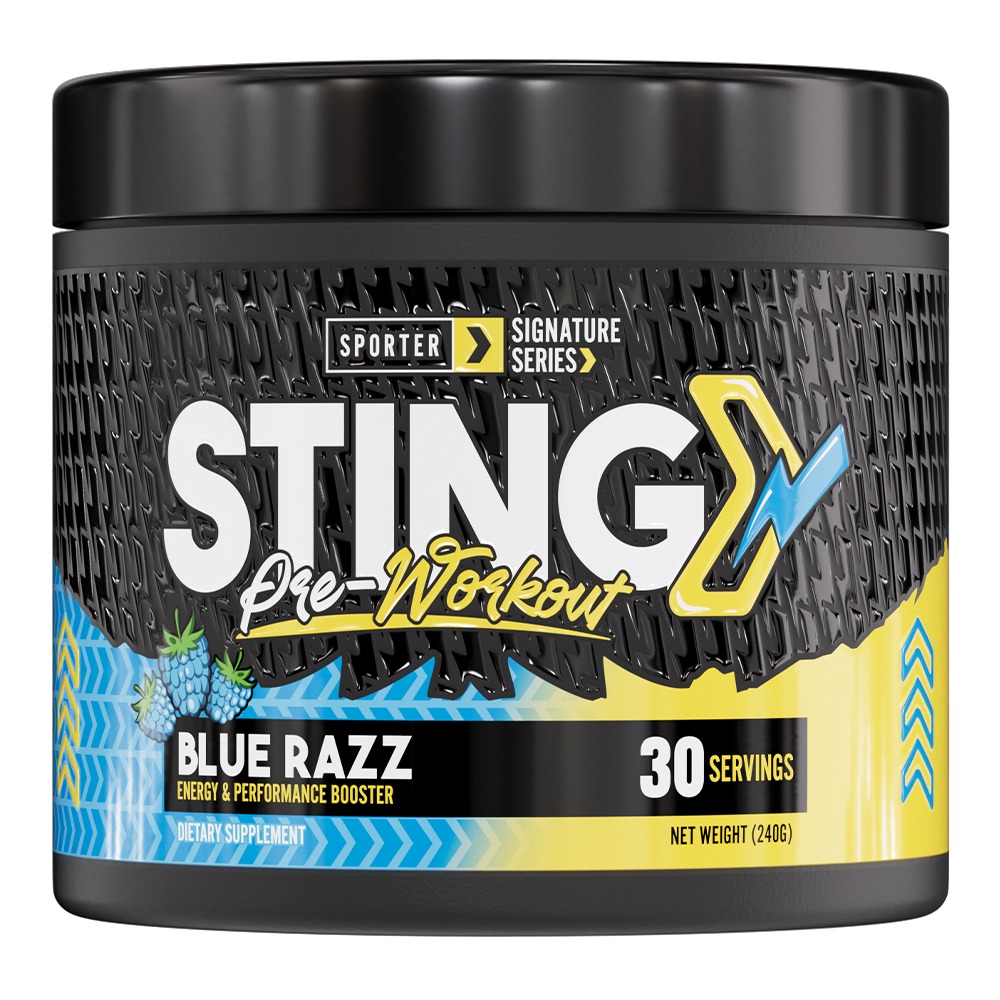 SPORTER SIGNATURE SERIES
STING
Pre-Workout
BLUE RAZZ
ENERGY & PERFORMANCE BOOSTER
30 SERVINGS
DIETARY SUPPLEMENT
NET WEIGHT (240G)